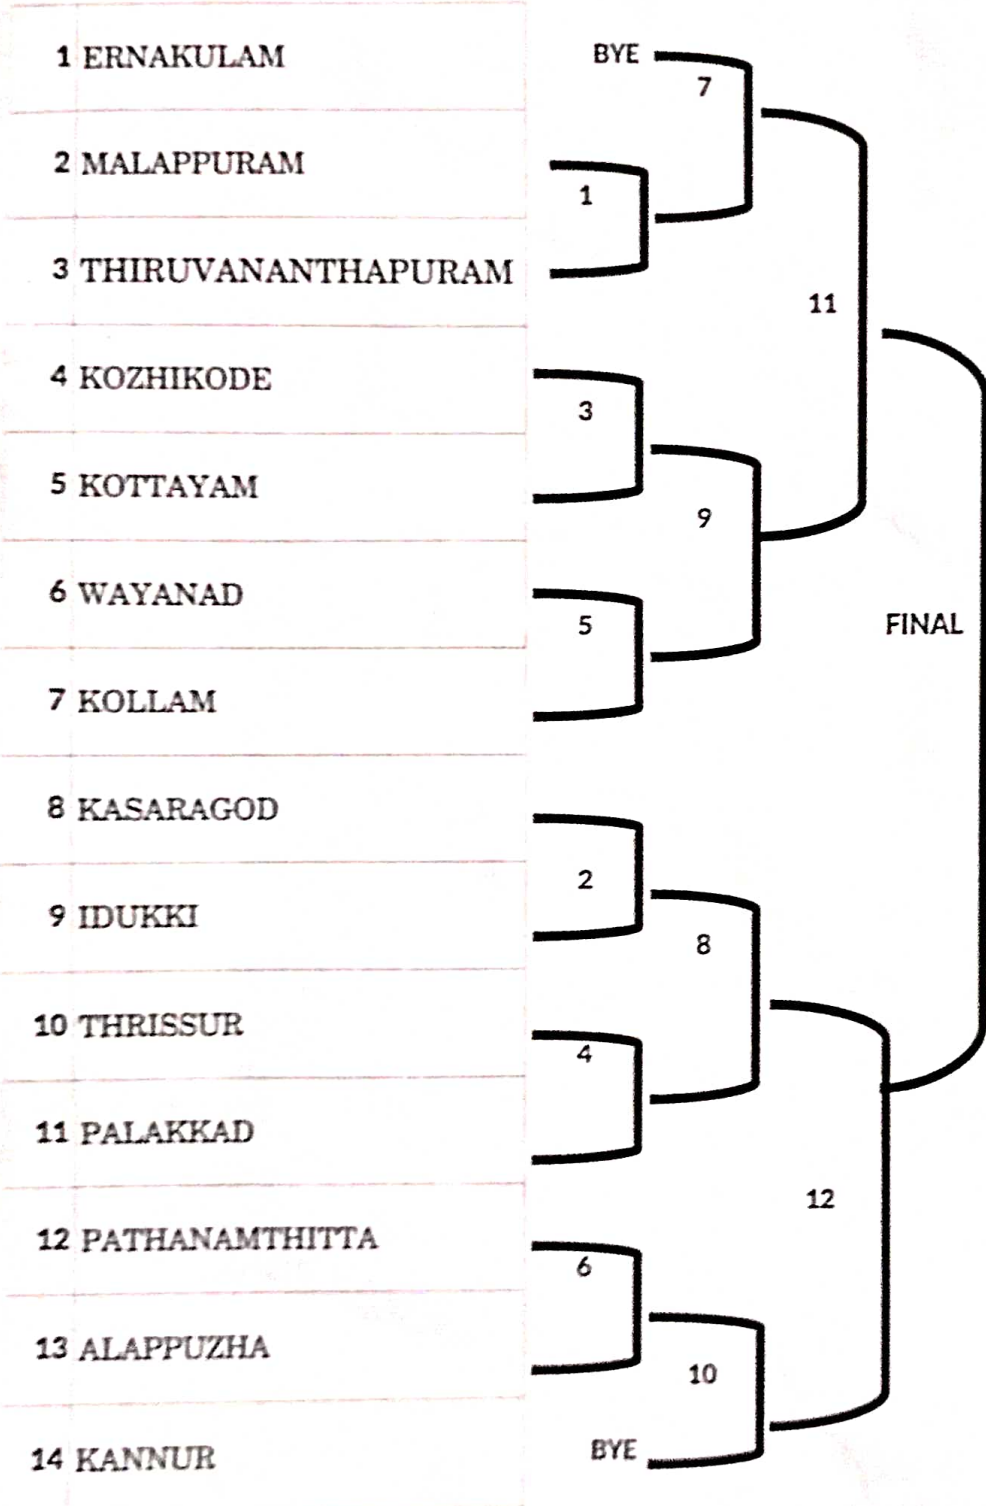 1 ERNAKULAM BYE
7
2 MALAPPURAM
1
3 THIRUVANANTHAPURAM
11
4 KOZHIKODE
3
5 KOTTAYAM
9
6 WAYANAD
5 FINAL
7 KOLLAM
8 KASARAGOD
2
9 IDUKKI
8
10 THRISSUR
4
11 PALAKKAD
12
12 PATHANAMTHITTA
6
13 ALAPPUZHA
10
14 KANNUR BYE